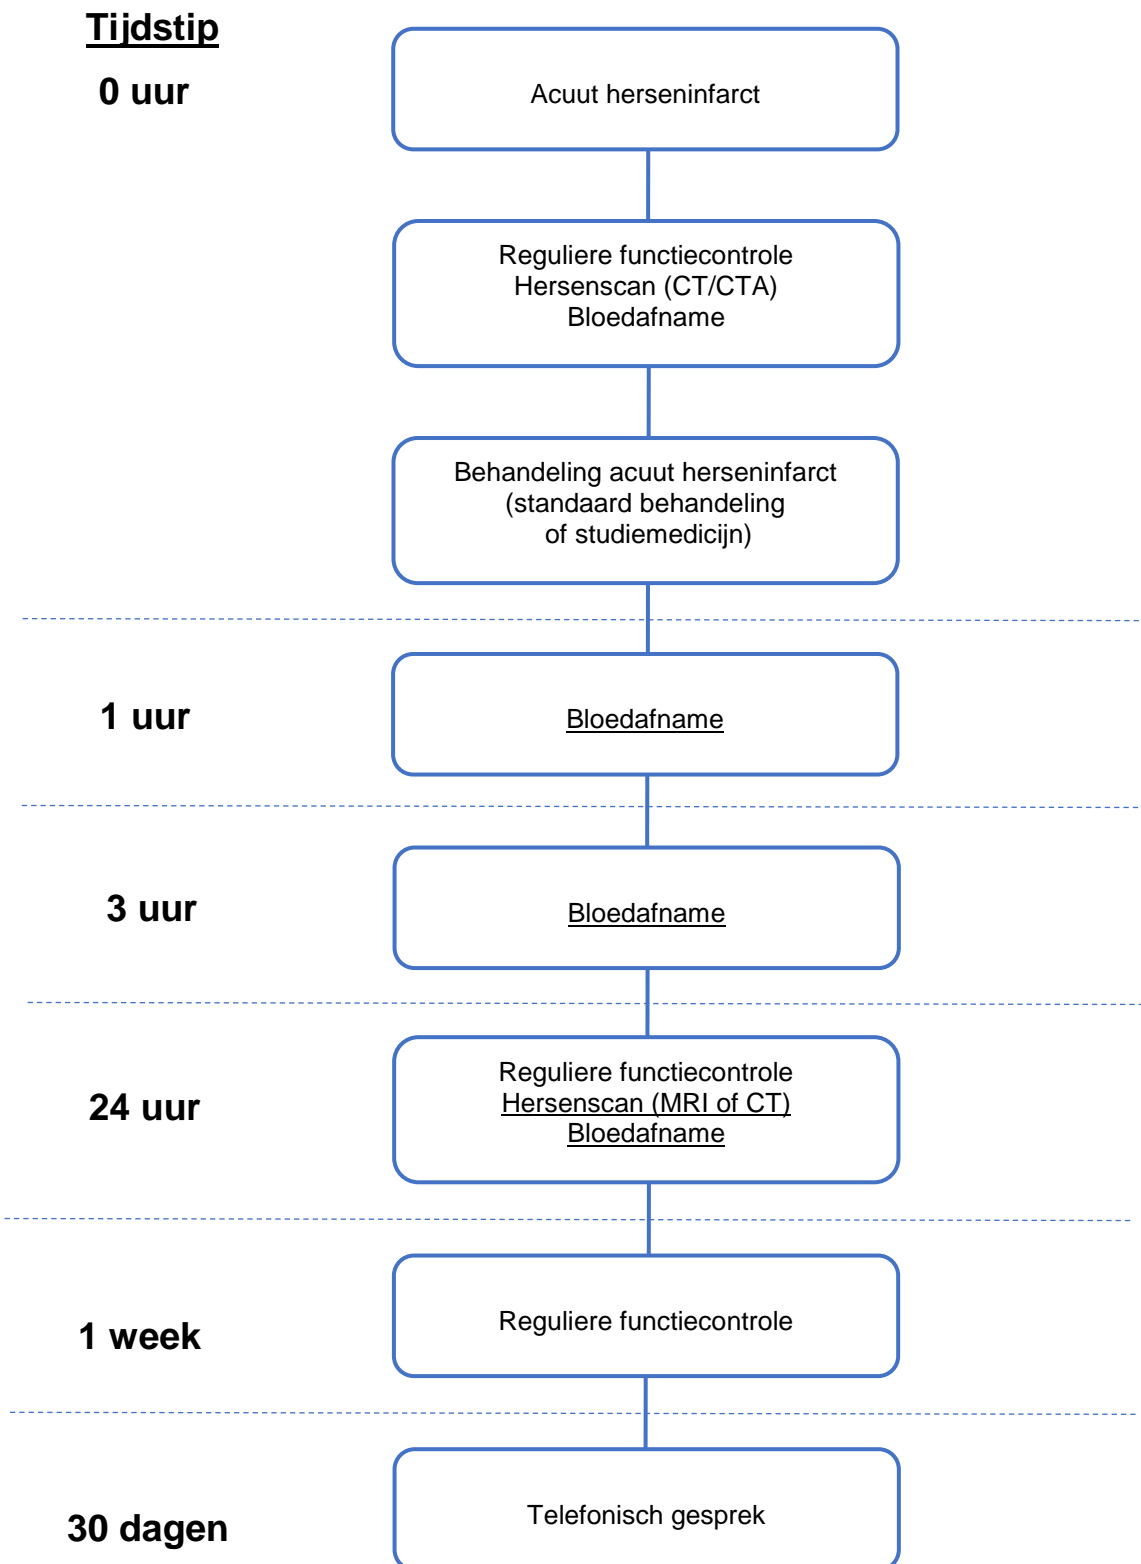 Tijdstip
0 uur
Acuut herseninfarct
Reguliere functiecontrole
Hersenscan (CT/CTA)
Bloedafname
Behandeling acuut herseninfarct
(standaard behandeling
of studiemedicijn)
1 uur
Bloedafname
3 uur
Bloedafname
24 uur
Reguliere functiecontrole
Hersenscan (MRI of CT)
Bloedafname
1 week
Reguliere functiecontrole
30 dagen
Telefonisch gesprek